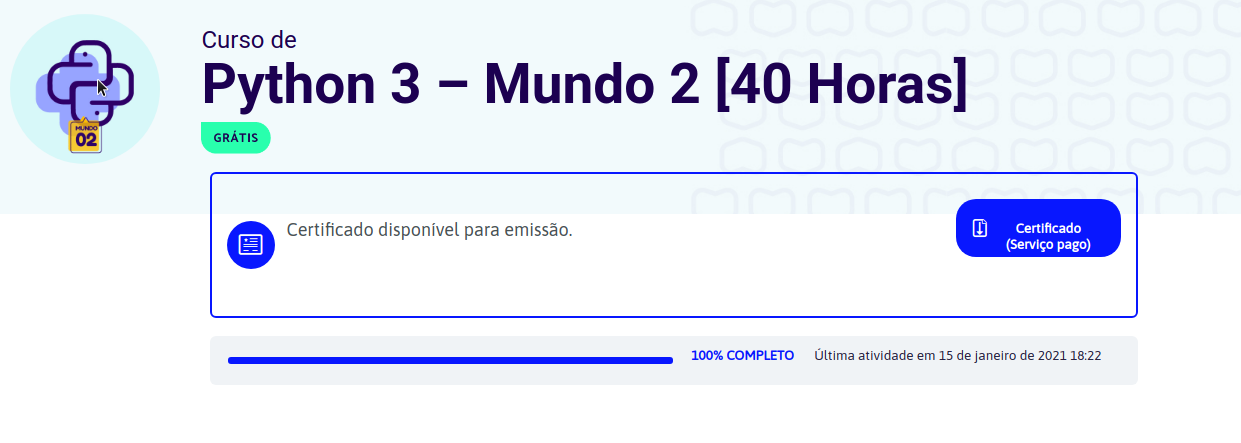 Curso de
Python 3 – Mundo 2 [40 Horas]
MUNDO
02
GRÁTIS
Certificado disponível para emissão.
Certificado
(Serviço pago)
100% COMPLETO Última atividade em 15 de janeiro de 2021 18:22